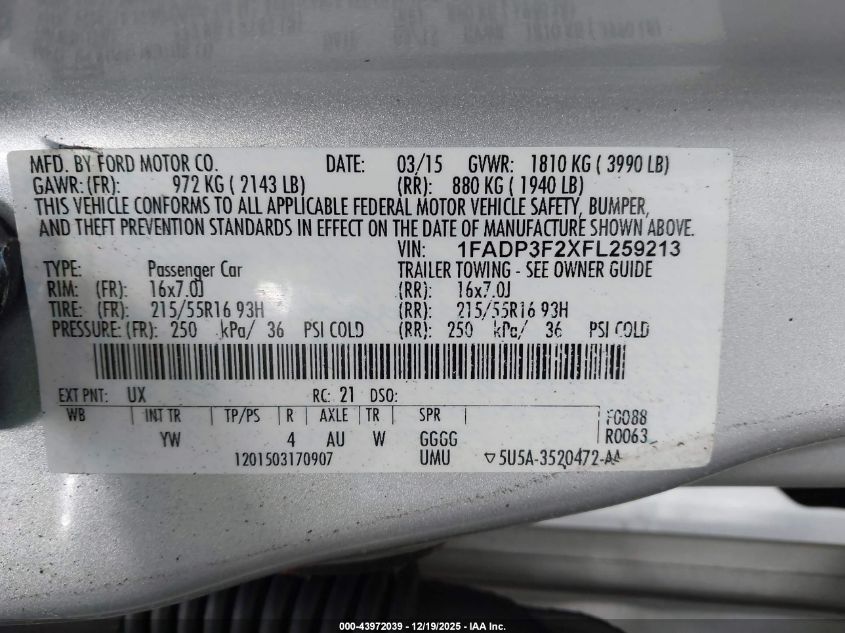 MFD. BY FORD MOTOR CO. DATE: 03/15 GVWR: 1810 KG ( 3990 LB)
GAWR: (FR): 972 KG ( 2143 LB) (RR): 880 KG ( 1940 LB)
THIS VEHICLE CONFORMS TO ALL APPLICABLE FEDERAL MOTOR VEHICLE SAFETY, BUMPER,
AND THEFT PREVENTION STANDARDS IN EFFECT ON THE DATE OF MANUFACTURE SHOWN ABOVE.
VIN: 1FADP3F2XFL259213
TYPE: Passenger Car TRAILER TOWING - SEE OWNER GUIDE
RIM: (FR): 16x7.0J (RR): 16x7.0J
TIRE: (FR): 215/55R16 93H (RR): 215/55R16 93H
PRESSURE: (FR): 250 kPa/ 36 PSI COLD (RR): 250 kPa/ 36 PSI COLD
EXT PNT: UX RC: 21 DSO:
WB INT TR TP/PS R AXLE TR SPR F0088
YW 4 AU W GGGG R0063
1201503170907 UMU ▽5U5A-3520472-AA
000-43972039 - 12/19/2025 - IAA Inc.